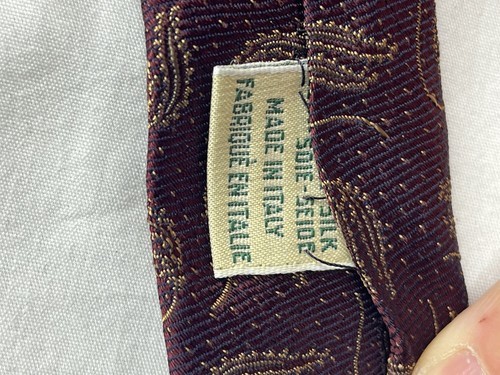 SILK
SOIE-SEIDE
MADE IN ITALY
FABRIQUÉ EN ITALIE